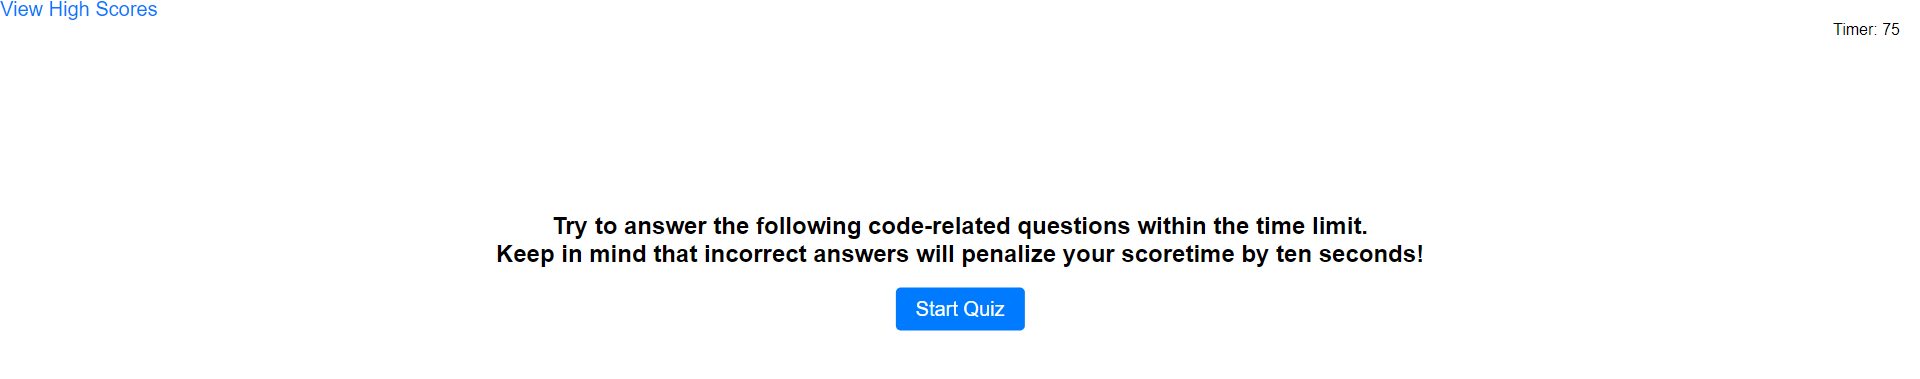 View High Scores
Timer: 75
Try to answer the following code-related questions within the time limit.
Keep in mind that incorrect answers will penalize your scoretime by ten seconds!
Start Quiz